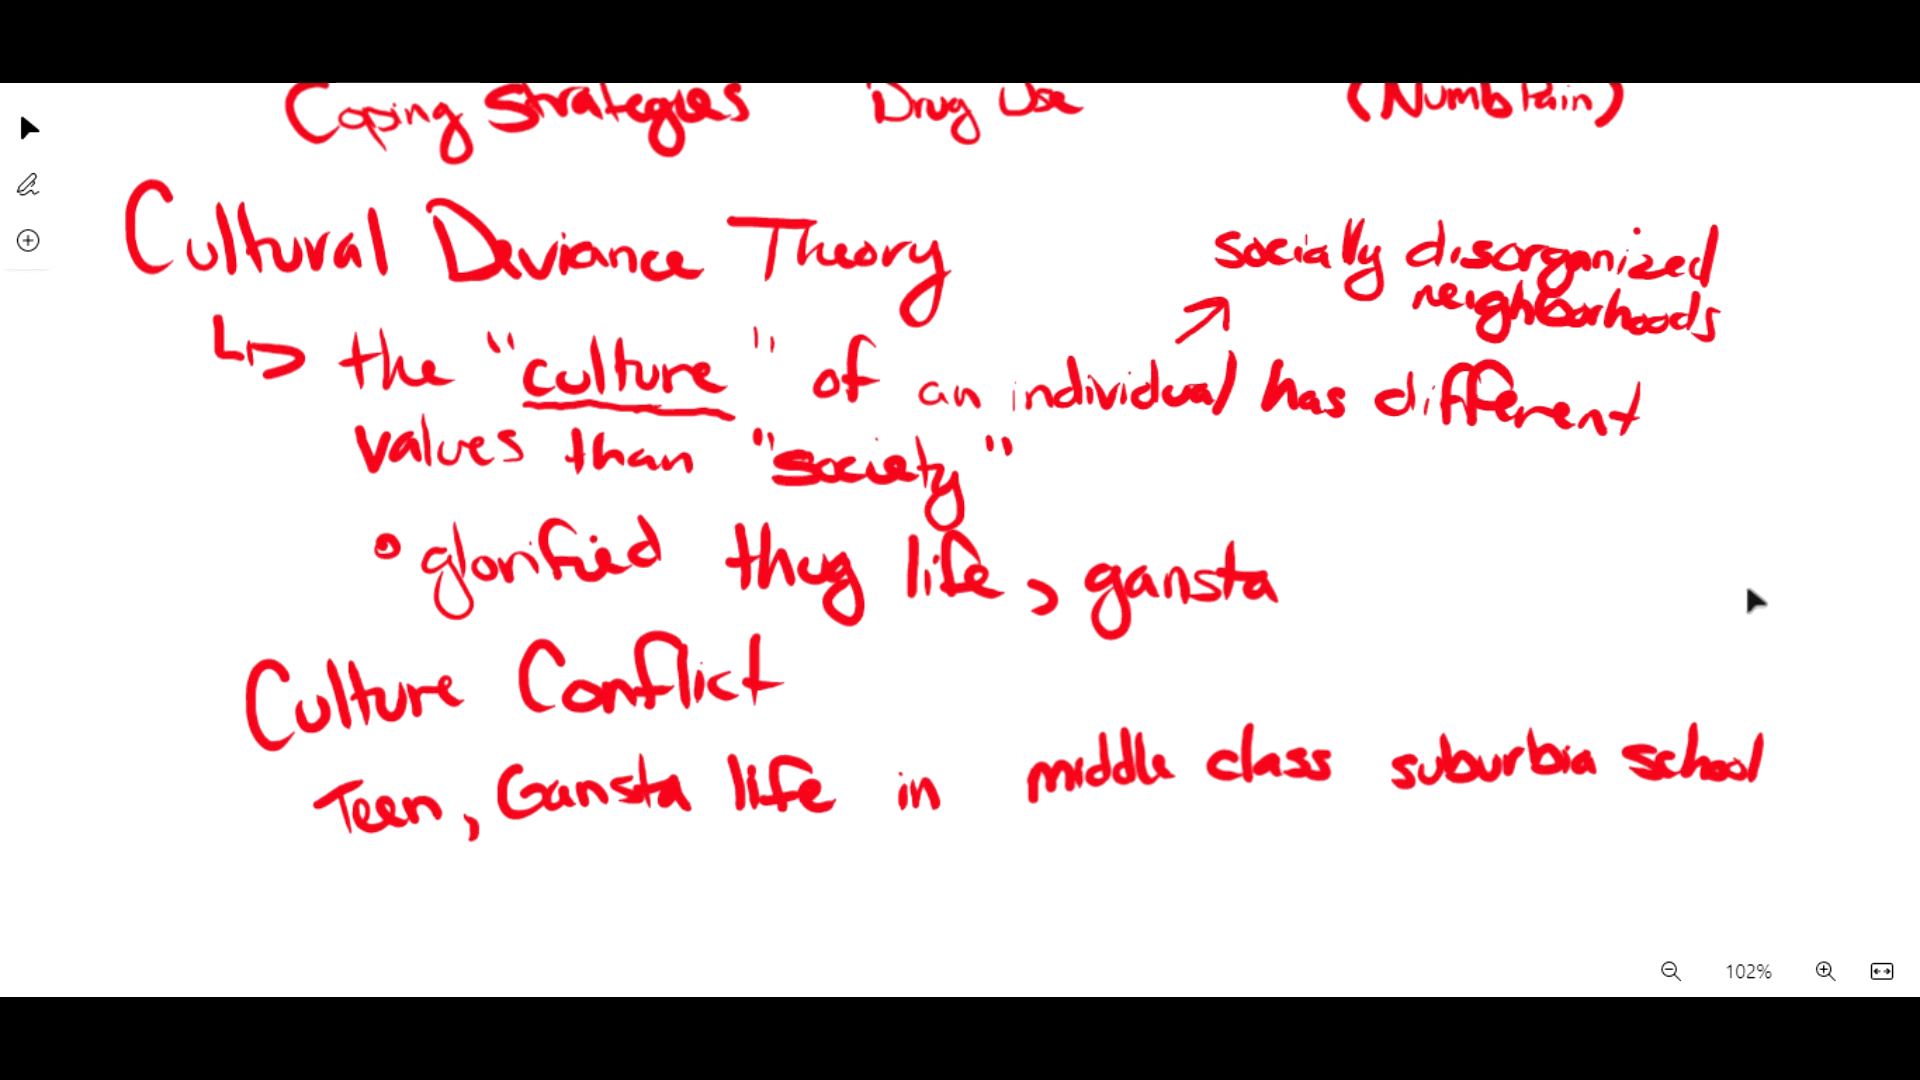 Coping Strategies Drug Use (Numb Pain)
Cultural Deviance Theory
socially disorganized
neighborhoods
↳ the "culture" of an individual has different
values than "society"
• glorified thug life, gansta
Culture Conflict
Teen, Gansta life in middle class suburbia school
102%